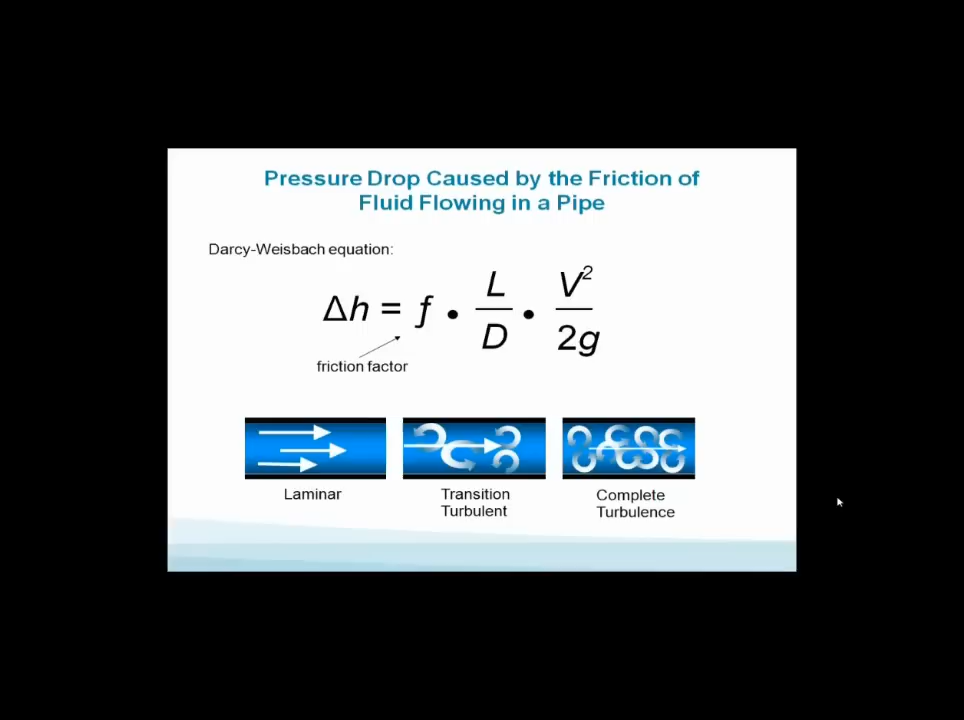 Pressure Drop Caused by the Friction of
Fluid Flowing in a Pipe
Darcy-Weisbach equation:
Δh = f • L/D • V²/2g
friction factor
Laminar
Transition
Turbulent
Complete
Turbulence